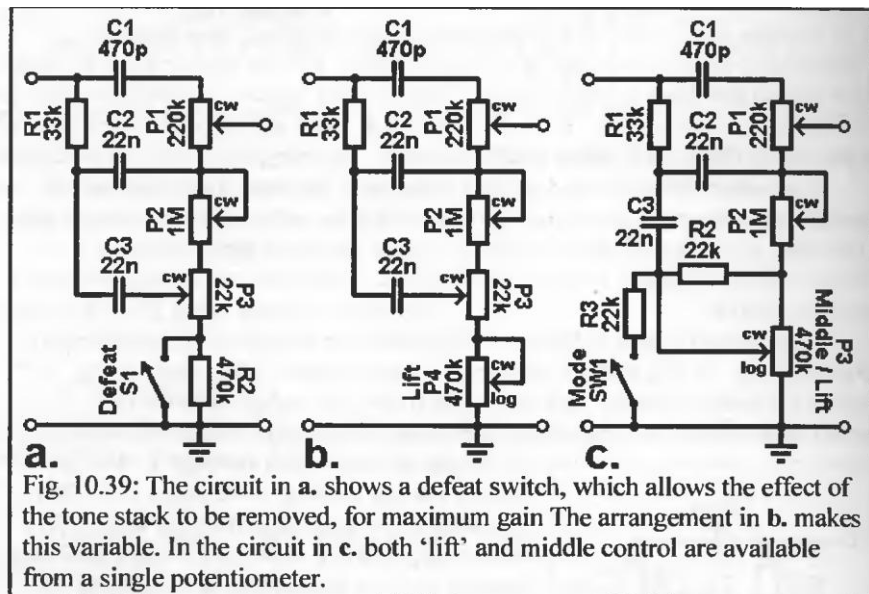 C1
470p
R1
33k
C2
22n
P1
220k
cw
P2
1M
cw
C3
22n
cw
P3
22k
Defeat
S1
R2
470k
a.
C1
470p
R1
33k
C2
22n
P1
220k
cw
P2
1M
cw
C3
22n
cw
P3
22k
Lift
P4
470k
cw
log
b.
C1
470p
R1
33k
C2
22n
P1
220k
cw
P2
1M
cw
C3
22n
R2
22k
R3
22k
Mode
SW1
cw
log
P3
Middle / Lift
470k
c.
Fig. 10.39: The circuit in a. shows a defeat switch, which allows the effect of
the tone stack to be removed, for maximum gain The arrangement in b. makes
this variable. In the circuit in c. both ‘lift’ and middle control are available
from a single potentiometer.